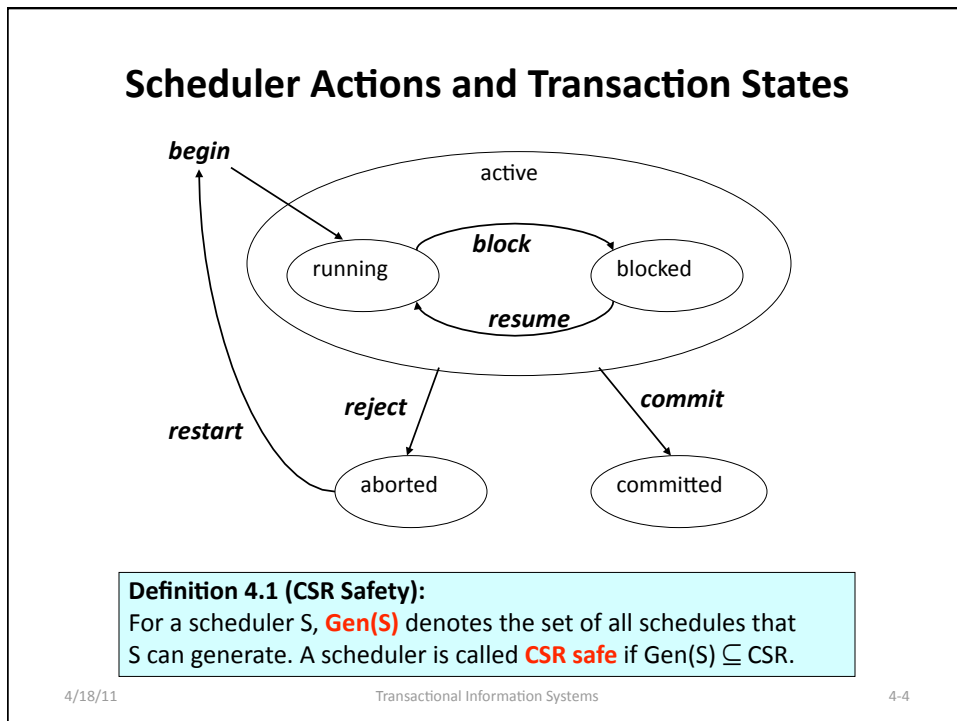 Scheduler Actions and Transaction States
begin
active
block
running
blocked
resume
reject
commit
restart
aborted
committed
Definition 4.1 (CSR Safety):
For a scheduler S, Gen(S) denotes the set of all schedules that
S can generate. A scheduler is called CSR safe if Gen(S) ⊆ CSR.
4/18/11
Transactional Information Systems
4-4